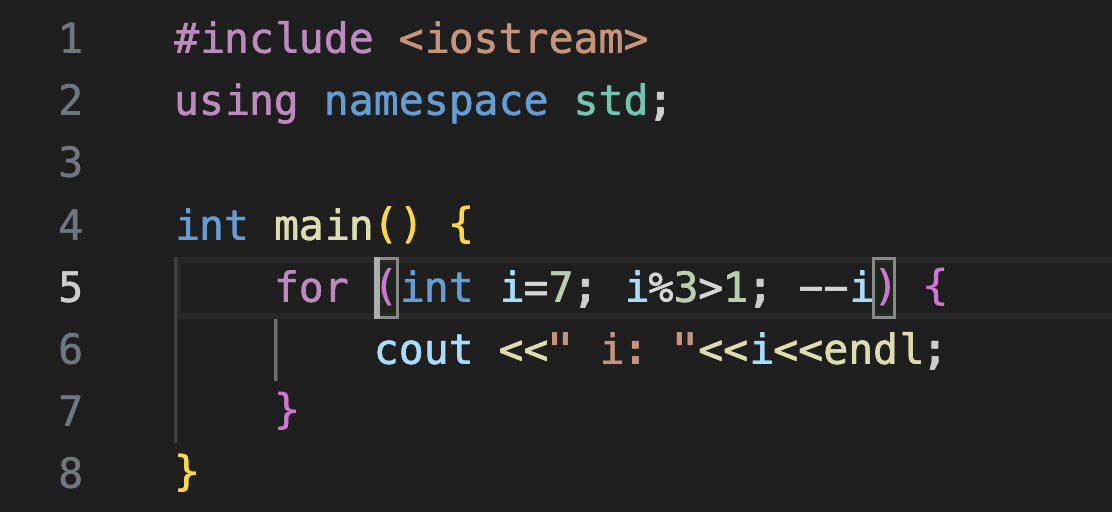 1 #include <iostream>
2 using namespace std;
3
4 int main() {
5 for (int i=7; i%3>1; --i) {
6 cout <<" i: "<<i<<endl;
7 }
8 }